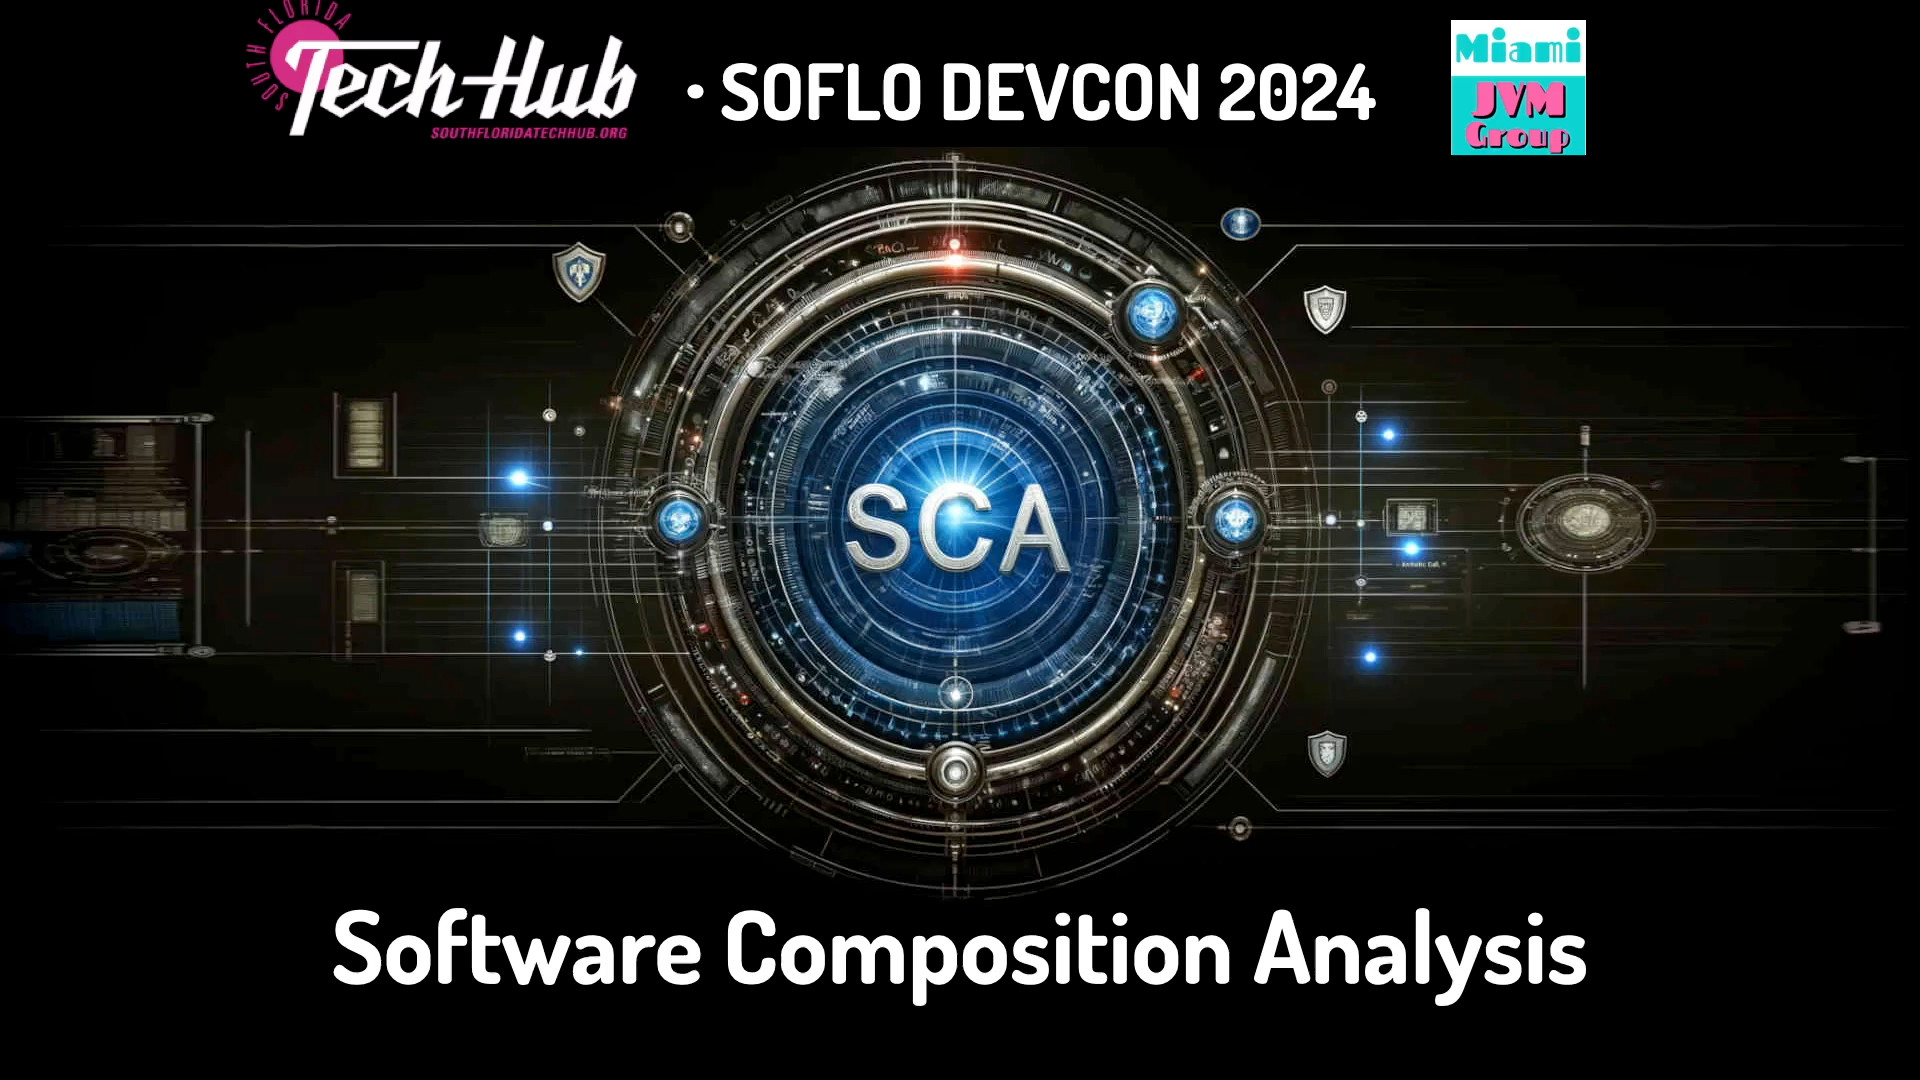 SOUTH FLORIDA
Tech-Hub
SOUTHFLORIDATECHHUB.ORG
• SOFLO DEVCON 2024
Miami
JVM
Group
SCA
Software Composition Analysis